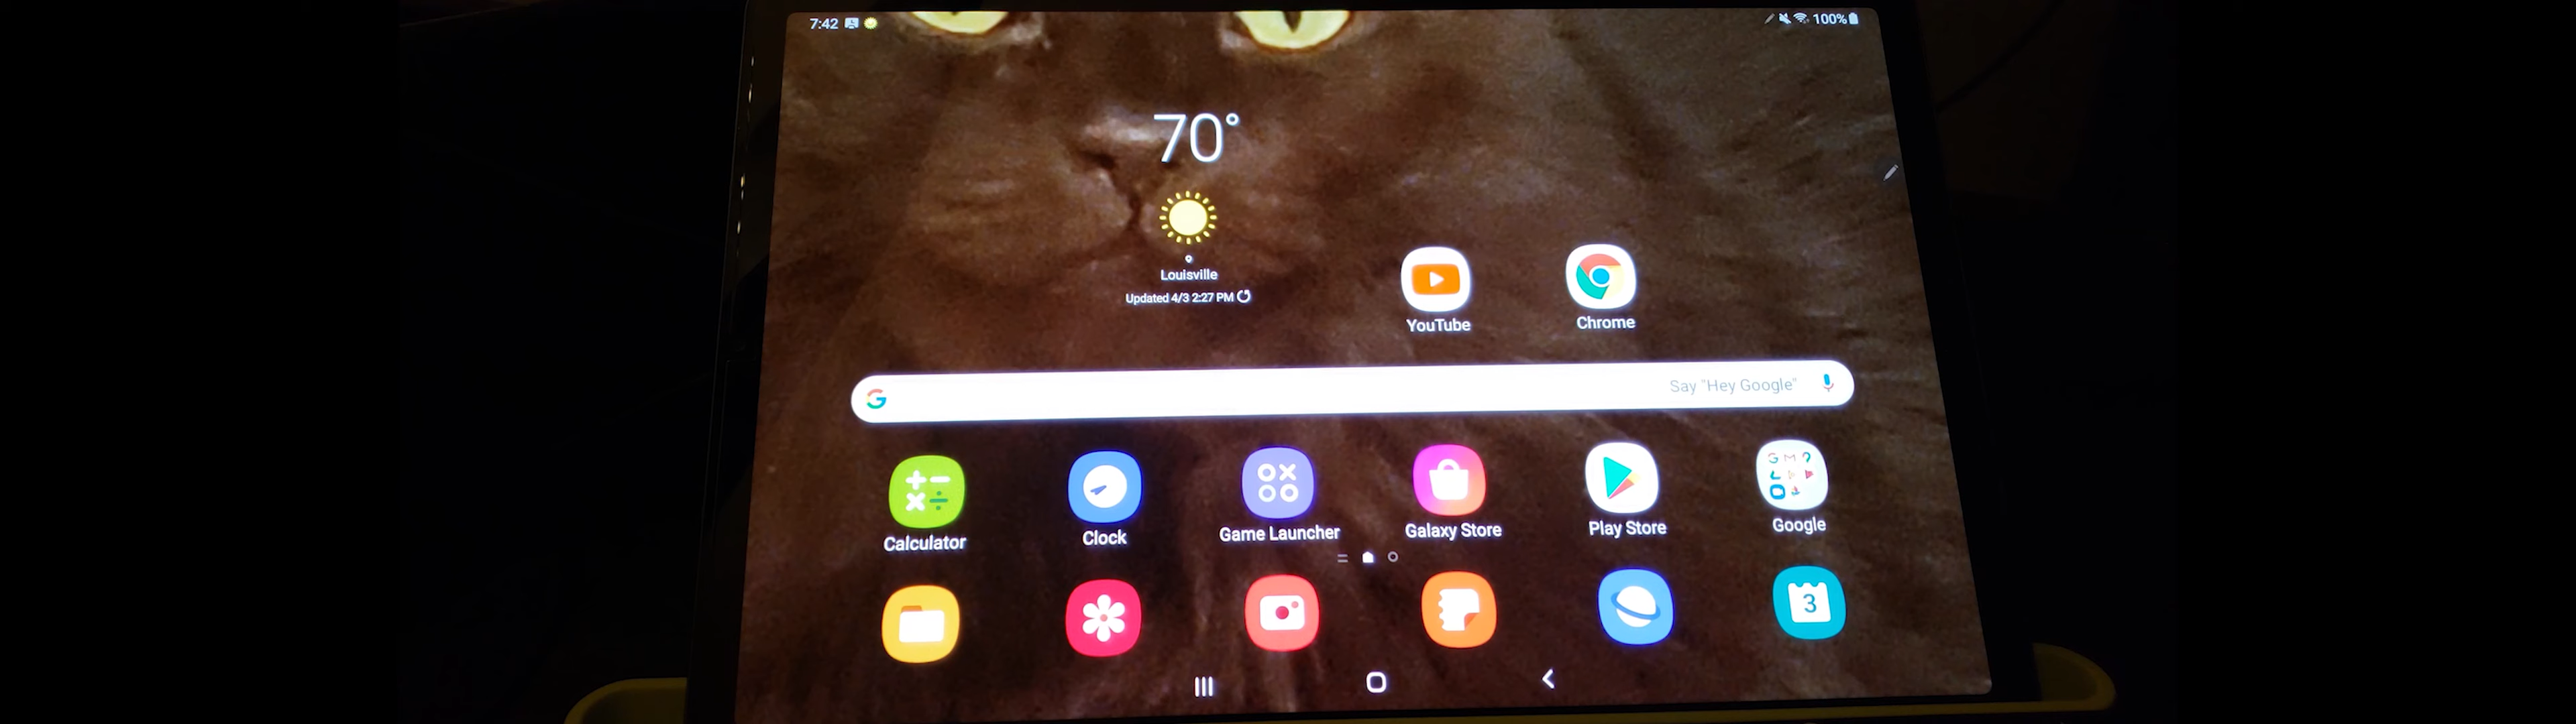 7:42
100%
70°
Louisville
Updated 4/3 2:27 PM
YouTube
Chrome
Say "Hey Google"
Calculator
Clock
Game Launcher
Galaxy Store
Play Store
Google
3